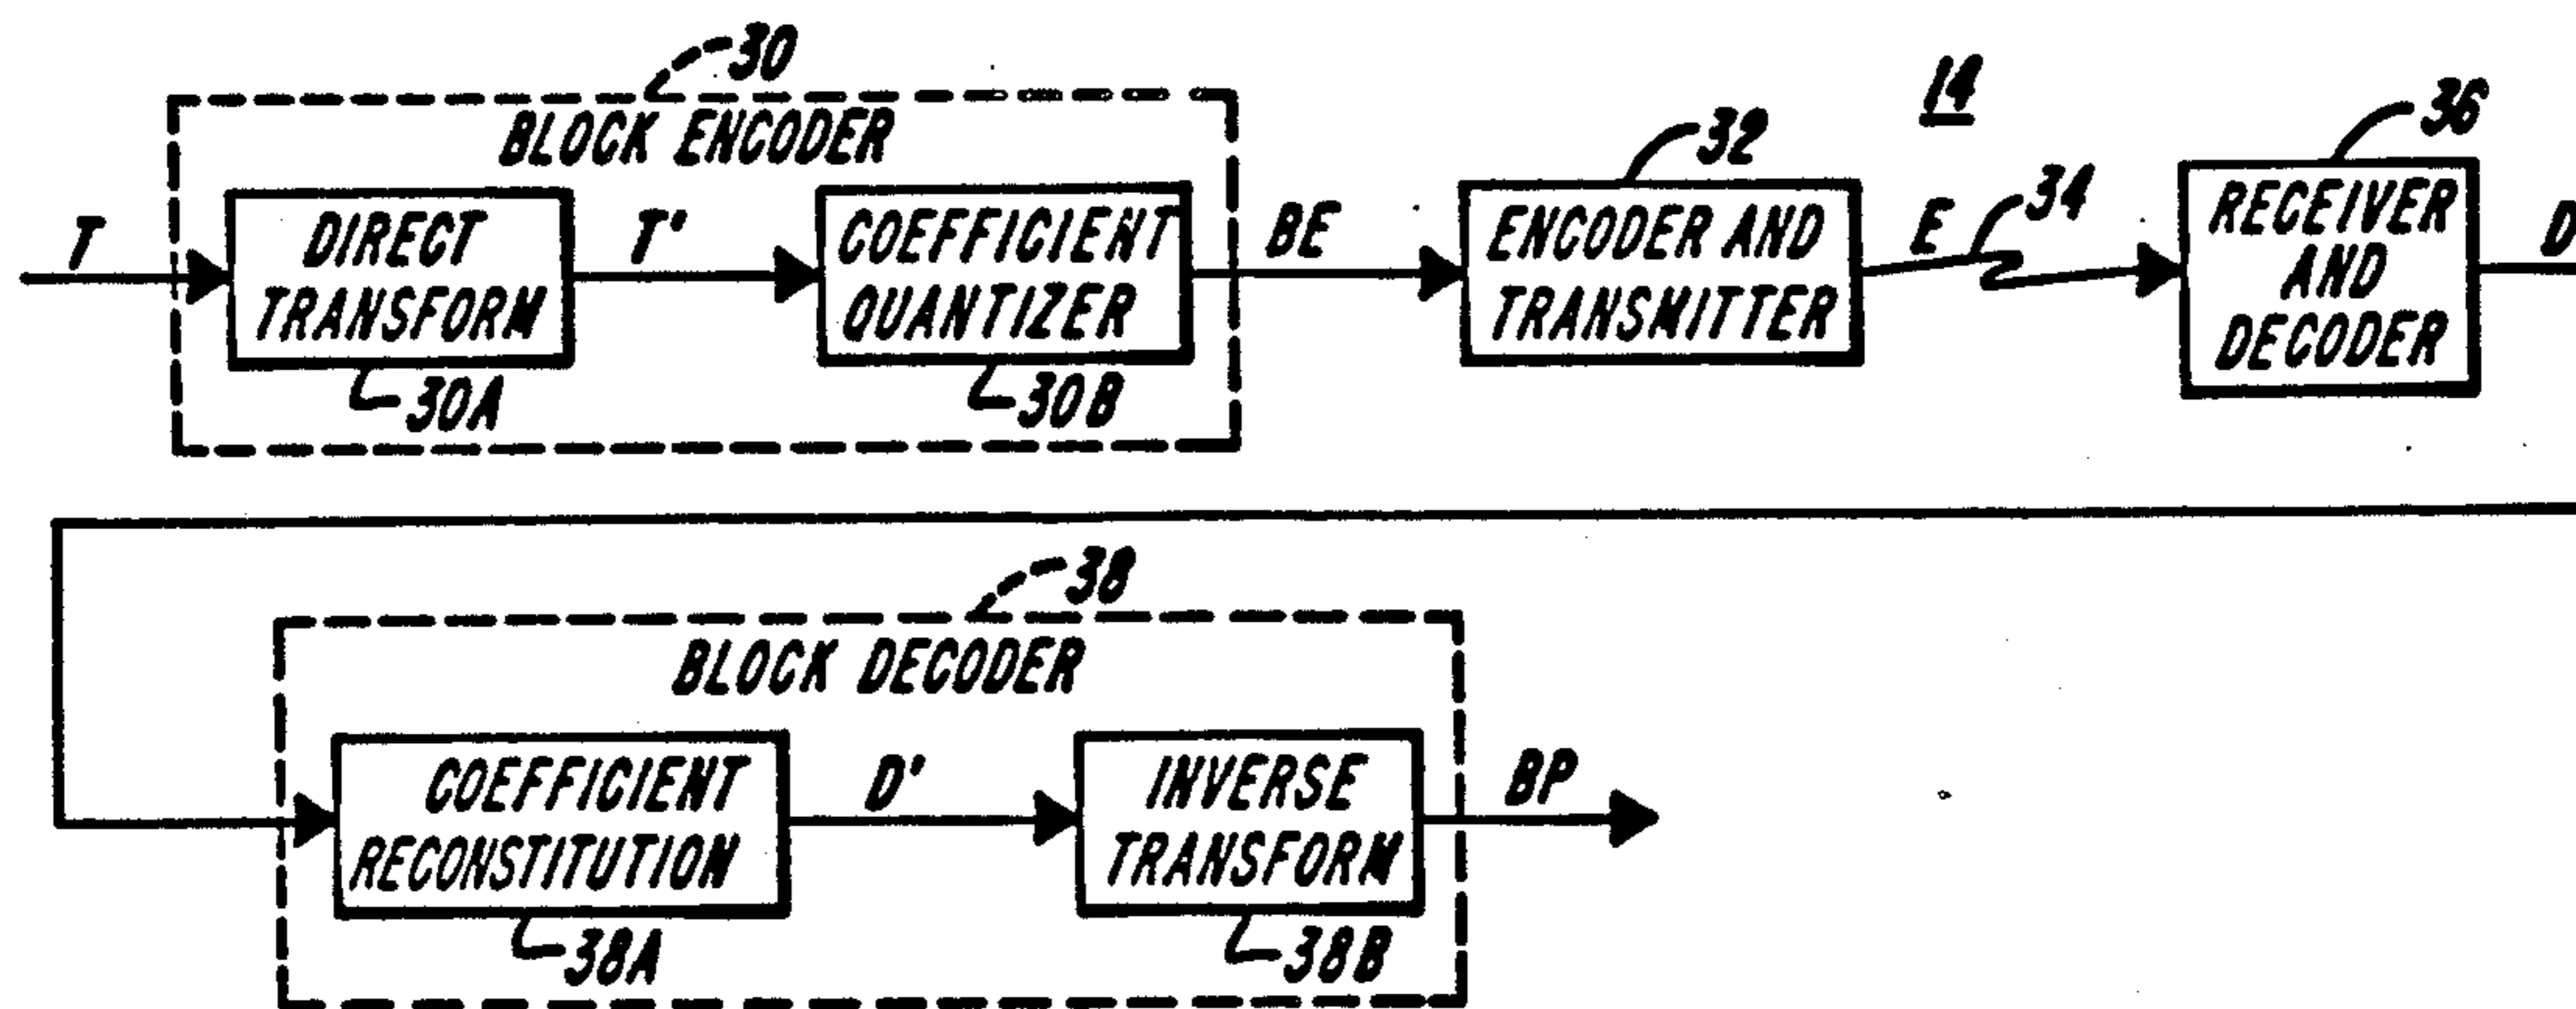 30
BLOCK ENCODER
14
32
36
34
T
DIRECT
TRANSFORM
T'
COEFFICIENT
QUANTIZER
BE
ENCODER AND
TRANSMITTER
E
RECEIVER
AND
DECODER
D
30A
30B
38
BLOCK DECODER
COEFFICIENT
RECONSTITUTION
D'
INVERSE
TRANSFORM
BP
38A
38B